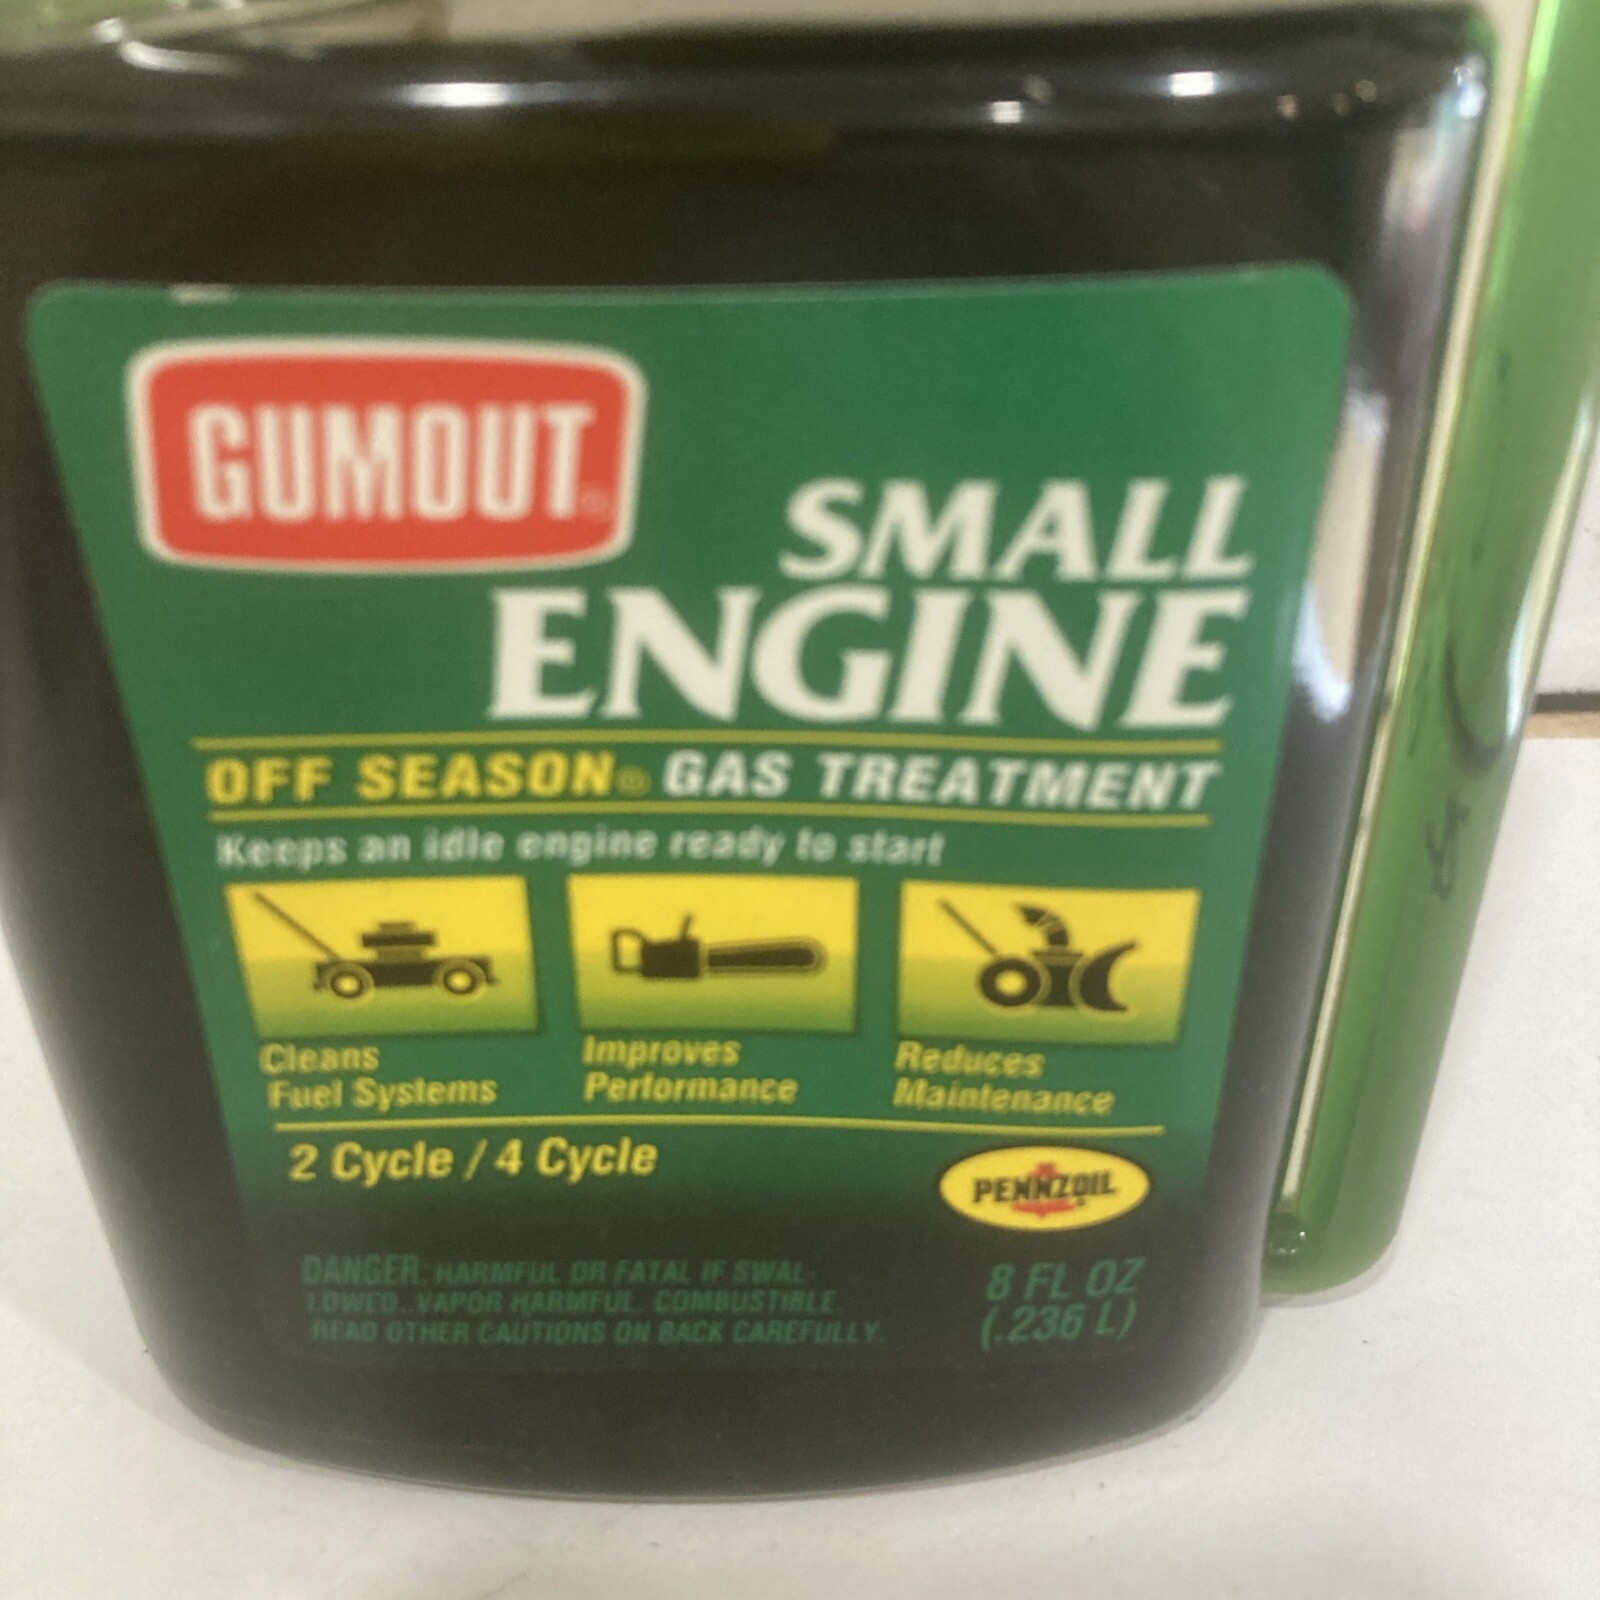 GUMOUT®
SMALL
ENGINE
OFF SEASON® GAS TREATMENT
Keeps an idle engine ready to start
Cleans
Fuel Systems
Improves
Performance
Reduces
Maintenance
2 Cycle / 4 Cycle
PENNZOIL®
DANGER: HARMFUL OR FATAL IF SWAL-
LOWED. VAPOR HARMFUL. COMBUSTIBLE.
READ OTHER CAUTIONS ON BACK CAREFULLY.
8 FL OZ
(.236 L)